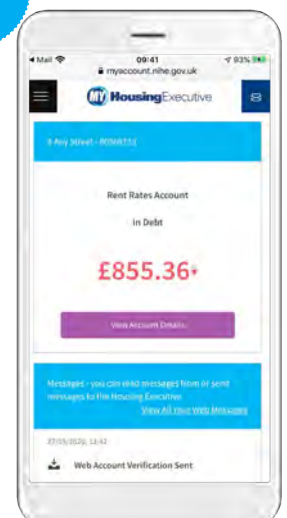 Mail 09:41 93%
myaccount.nihe.gov.uk
MY HousingExecutive
Rent Rates Account
in Debt
£855.36
View Account Details
Messages - you can read messages from or send
messages to the Housing Executive
View All Your Web Messages
Web Account Verification Sent